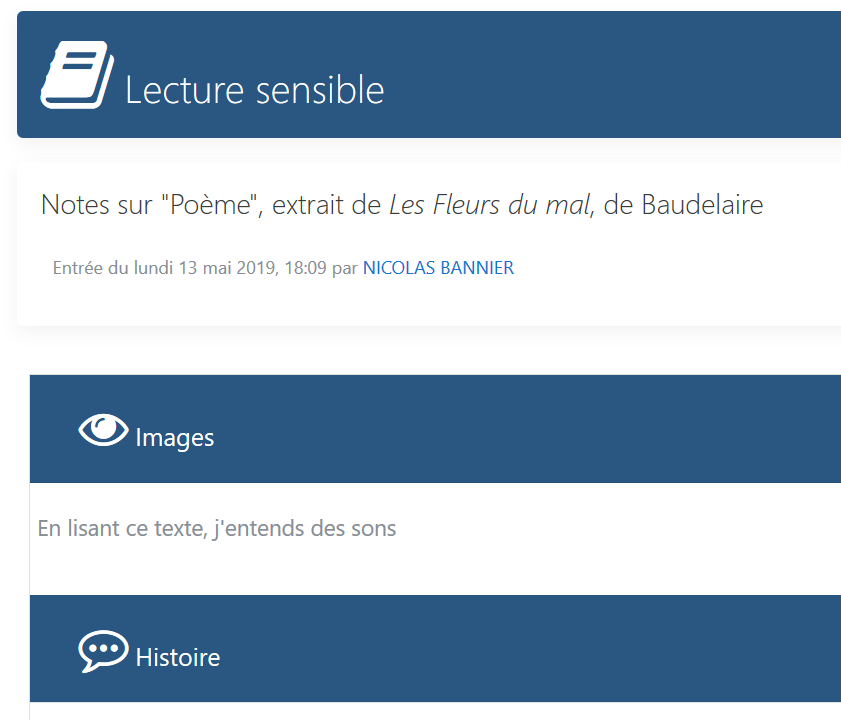 Lecture sensible
Notes sur "Poème", extrait de Les Fleurs du mal, de Baudelaire
Entrée du lundi 13 mai 2019, 18:09 par NICOLAS BANNIER
Images
En lisant ce texte, j'entends des sons
Histoire